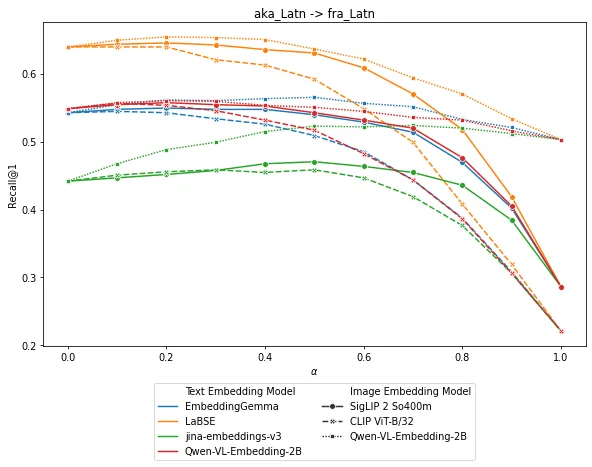 aka_Latn -> fra_Latn
Recall@1
0.6
0.5
0.4
0.3
0.2
0.0 0.2 0.4 0.6 0.8 1.0
α
Text Embedding Model Image Embedding Model
EmbeddingGemma SigLIP 2 So400m
LaBSE CLIP ViT-B/32
jina-embeddings-v3 Qwen-VL-Embedding-2B
Qwen-VL-Embedding-2B